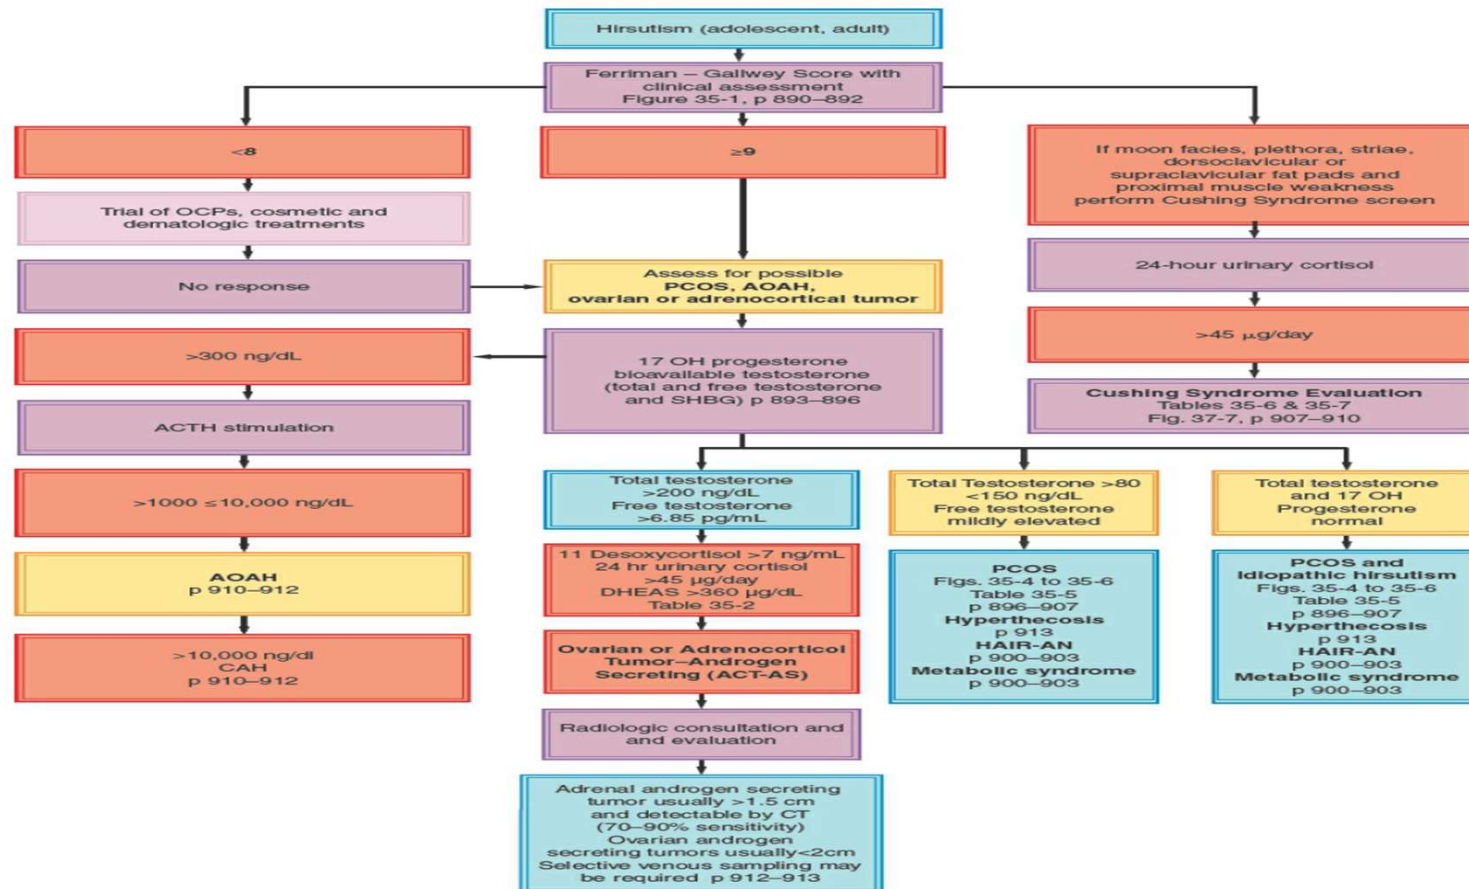 Hirsutism (adolescent, adult)
Ferriman – Gallwey Score with
clinical assessment
Figure 35-1, p 890–892
<8
≥9
If moon facies, plethora, striae,
dorsoclavicular or
supraclavicular fat pads and
proximal muscle weakness
perform Cushing Syndrome screen
Trial of OCPs, cosmetic and
dematologic treatments
No response
Assess for possible
PCOS, AOAH,
ovarian or adrenocortical tumor
24-hour urinary cortisol
>300 ng/dL
17 OH progesterone
bioavailable testosterone
(total and free testosterone
and SHBG) p 893–896
>45 µg/day
ACTH stimulation
Cushing Syndrome Evaluation
Tables 35-6 & 35-7
Fig. 37-7, p 907–910
>1000 ≤10,000 ng/dL
Total testosterone
>200 ng/dL
Free testosterone
>6.85 pg/mL
Total Testosterone >80
<150 ng/dL
Free testosterone
mildly elevated
Total testosterone
and 17 OH
Progesterone
normal
AOAH
p 910–912
11 Desoxycortisol >7 ng/mL
24 hr urinary cortisol
>45 µg/day
DHEAS >360 µg/dL
Table 35-2
PCOS
Figs. 35-4 to 35-6
Table 35-5
p 896–907
Hyperthecosis
p 913
HAIR-AN
p 900–903
Metabolic syndrome
p 900–903
PCOS and
Idiopathic hirsutism
Figs. 35-4 to 35-6
Table 35-5
p 896–907
Hyperthecosis
p 913
HAIR-AN
p 900–903
Metabolic syndrome
p 900–903
>10,000 ng/dl
CAH
p 910–912
Ovarian or Adrenocorticol
Tumor–Androgen
Secreting (ACT-AS)
Radiologic consultation and
and evaluation
Adrenal androgen secreting
tumor usually >1.5 cm
and detectable by CT
(70–90% sensitivity)
Ovarian androgen
secreting tumors usually<2cm
Selective venous sampling may
be required p 912–913